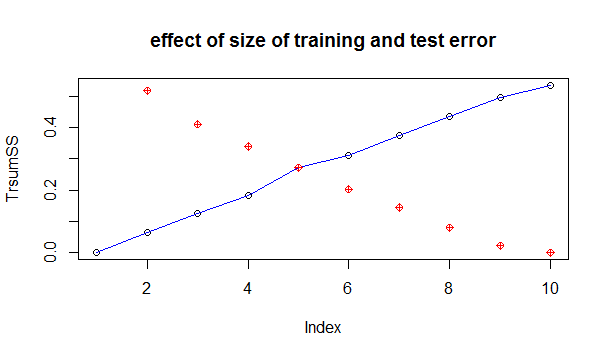 effect of size of training and test error
TrsumSS
0.4
0.2
0.0
2 4 6 8 10
Index